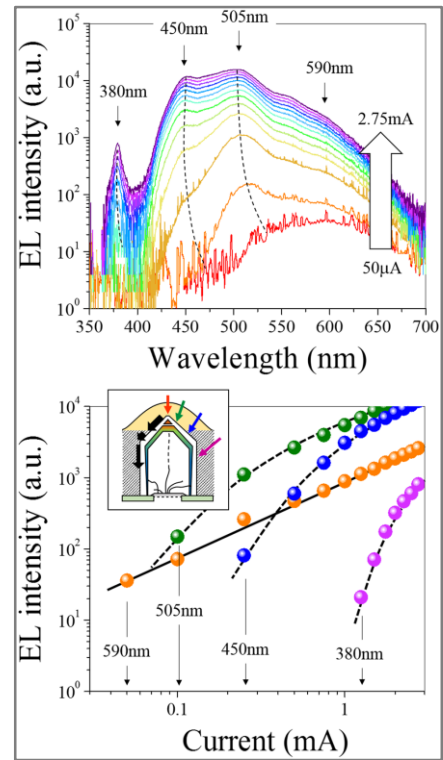 EL intensity (a.u.)
10⁵
10⁴
10³
10²
10¹
10⁰
380nm
450nm
505nm
590nm
2.75mA
50μA
350 400 450 500 550 600 650 700
Wavelength (nm)
EL intensity (a.u.)
10⁴
10³
10²
10¹
10⁰
590nm
505nm
450nm
380nm
0.1 1
Current (mA)